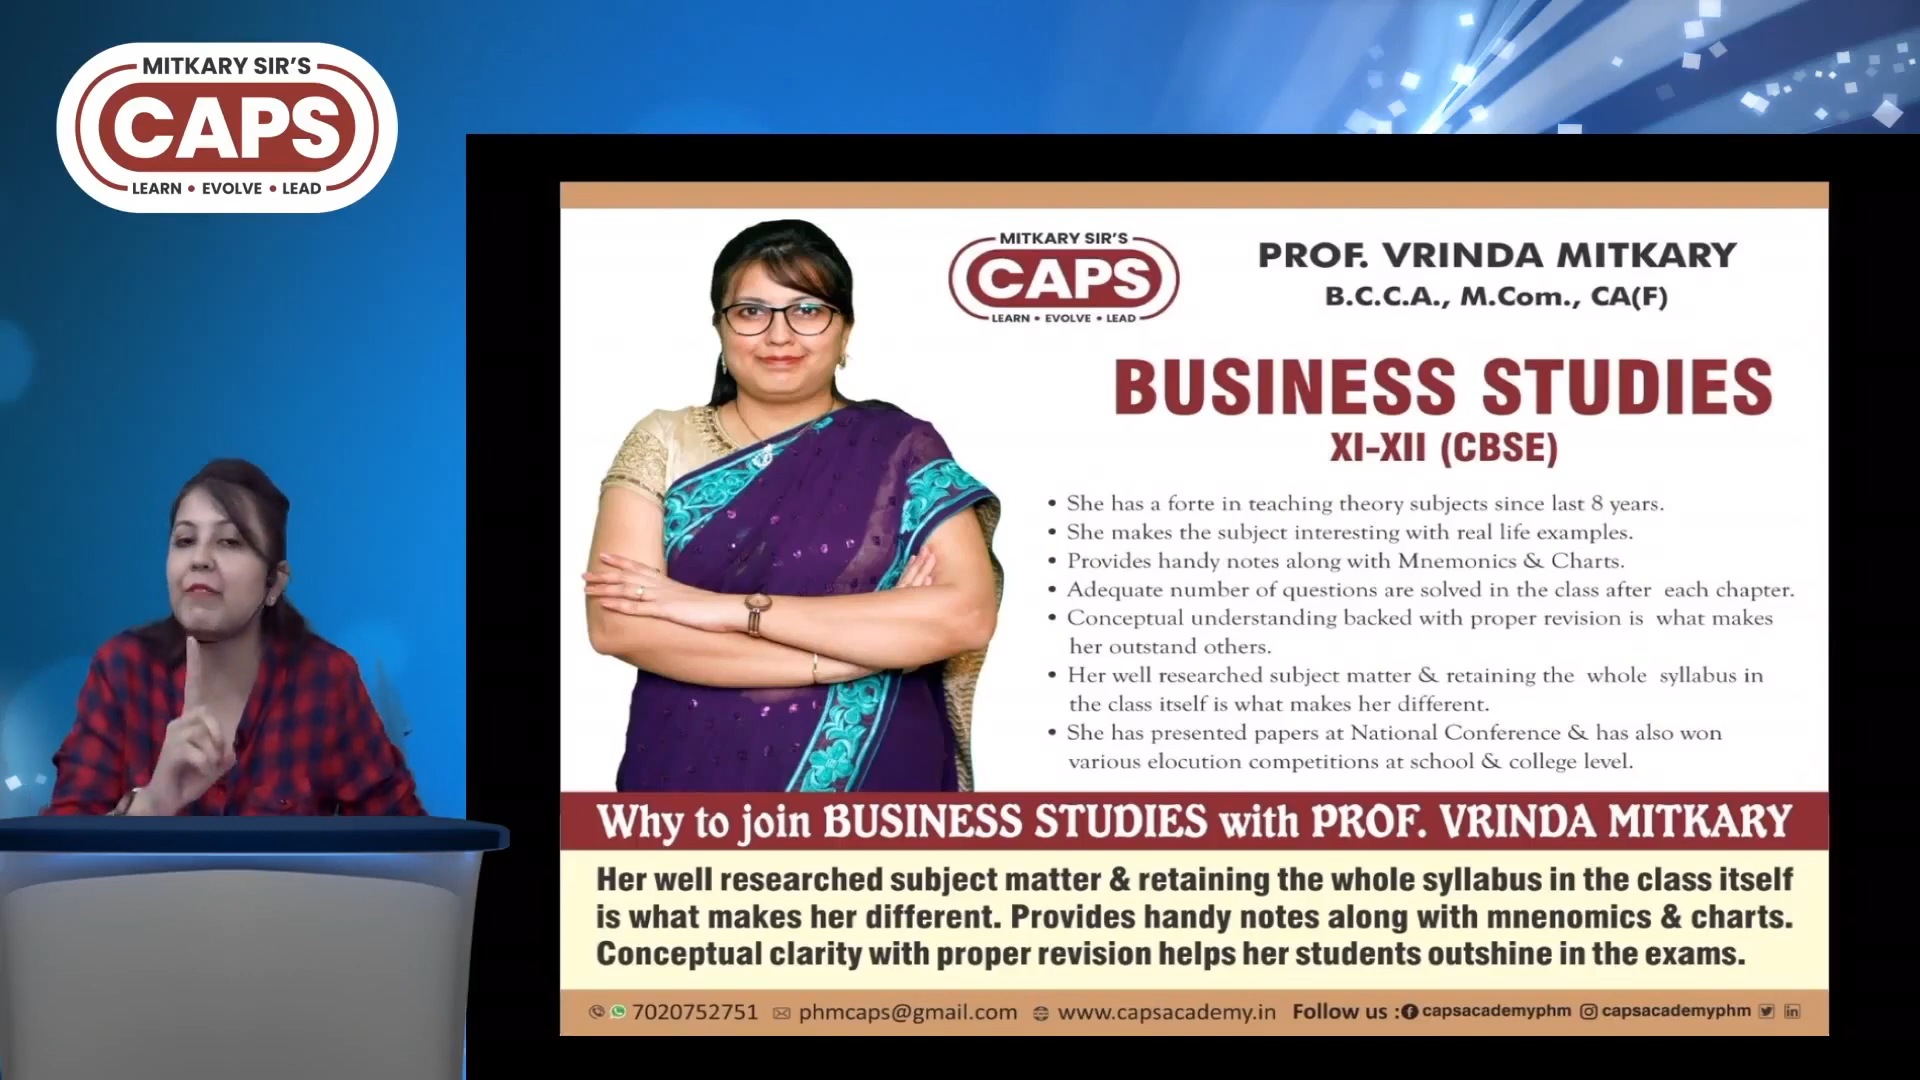 MITKARY SIR'S
CAPS
LEARN • EVOLVE • LEAD
MITKARY SIR'S
CAPS
LEARN • EVOLVE • LEAD
PROF. VRINDA MITKARY
B.C.C.A., M.Com., CA(F)
BUSINESS STUDIES
XI-XII (CBSE)
• She has a forte in teaching theory subjects since last 8 years.
• She makes the subject interesting with real life examples.
• Provides handy notes along with Mnemonics & Charts.
• Adequate number of questions are solved in the class after each chapter.
• Conceptual understanding backed with proper revision is what makes
her outstand others.
• Her well researched subject matter & retaining the whole syllabus in
the class itself is what makes her different.
• She has presented papers at National Conference & has also won
various elocution competitions at school & college level.
Why to join BUSINESS STUDIES with PROF. VRINDA MITKARY
Her well researched subject matter & retaining the whole syllabus in the class itself
is what makes her different. Provides handy notes along with mnenomics & charts.
Conceptual clarity with proper revision helps her students outshine in the exams.
7020752751 phmcaps@gmail.com www.capsacademy.in Follow us : capsacademyphm capsacademyphm